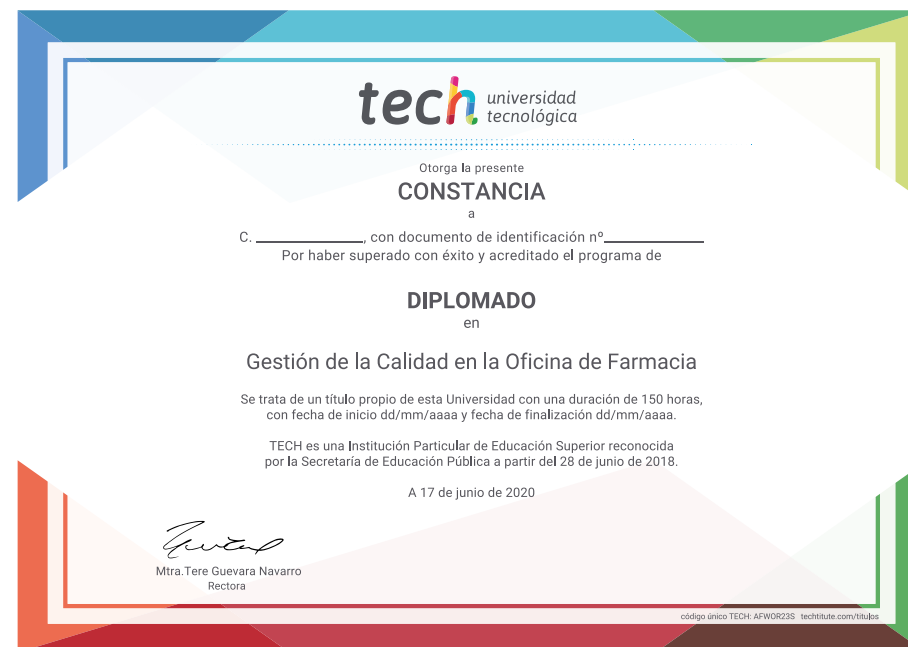 tech universidad
tecnológica
Otorga la presente
CONSTANCIA
a
C. ____________, con documento de identificación nº____________
Por haber superado con éxito y acreditado el programa de
DIPLOMADO
en
Gestión de la Calidad en la Oficina de Farmacia
Se trata de un título propio de esta Universidad con una duración de 150 horas,
con fecha de inicio dd/mm/aaaa y fecha de finalización dd/mm/aaaa.
TECH es una Institución Particular de Educación Superior reconocida
por la Secretaría de Educación Pública a partir del 28 de junio de 2018.
A 17 de junio de 2020
Mtra.Tere Guevara Navarro
Rectora
código único TECH: AFWOR23S techtitute.com/titulos